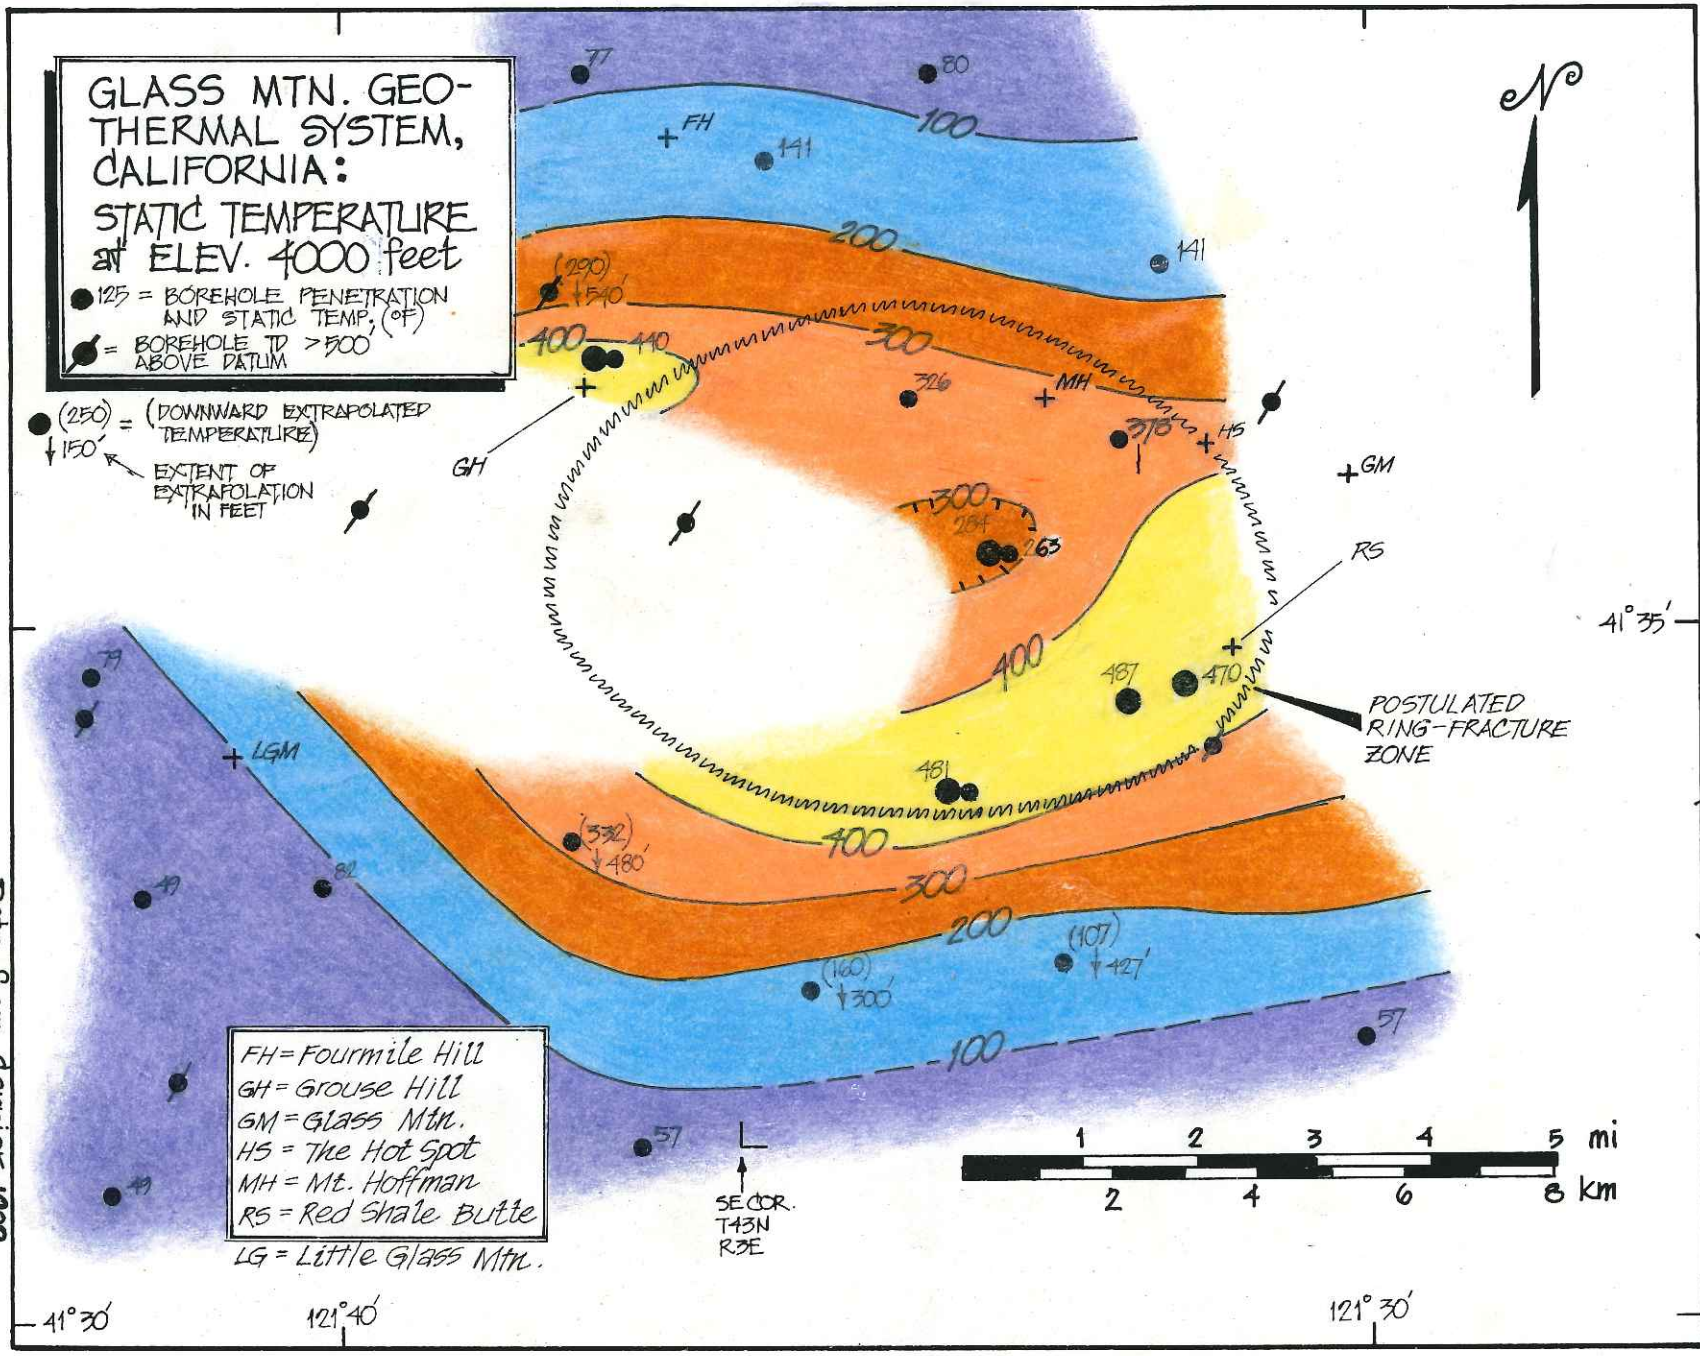 GLASS MTN. GEO-
THERMAL SYSTEM,
CALIFORNIA:
STATIC TEMPERATURE
at ELEV. 4000 feet
125 = BOREHOLE PENETRATION
AND STATIC TEMP., (°F)
= BOREHOLE TD >500'
ABOVE DATUM
(250) = (DOWNWARD EXTRAPOLATED
TEMPERATURE)
↓150'
EXTENT OF
EXTRAPOLATION
IN FEET
77
80
100
FH
141
200
141
(290)
↓540'
300
400
440
326
MH
378
HS
GM
GH
300
284
263
RS
41°35'
400
487
470
POSTULATED
RING-FRACTURE
ZONE
79
LGM
481
400
(332)
↓480'
300
49
82
200
(107)
↓427'
(160)
↓300'
100
57
FH = Fourmile Hill
GH = Grouse Hill
GM = Glass Mtn.
HS = The Hot Spot
MH = Mt. Hoffman
RS = Red Shale Butte
LG = Little Glass Mtn.
49
57
SE COR.
T43N
R3E
1 2 3 4 5 mi
2 4 6 8 km
41°30'
121°40'
121°30'
N